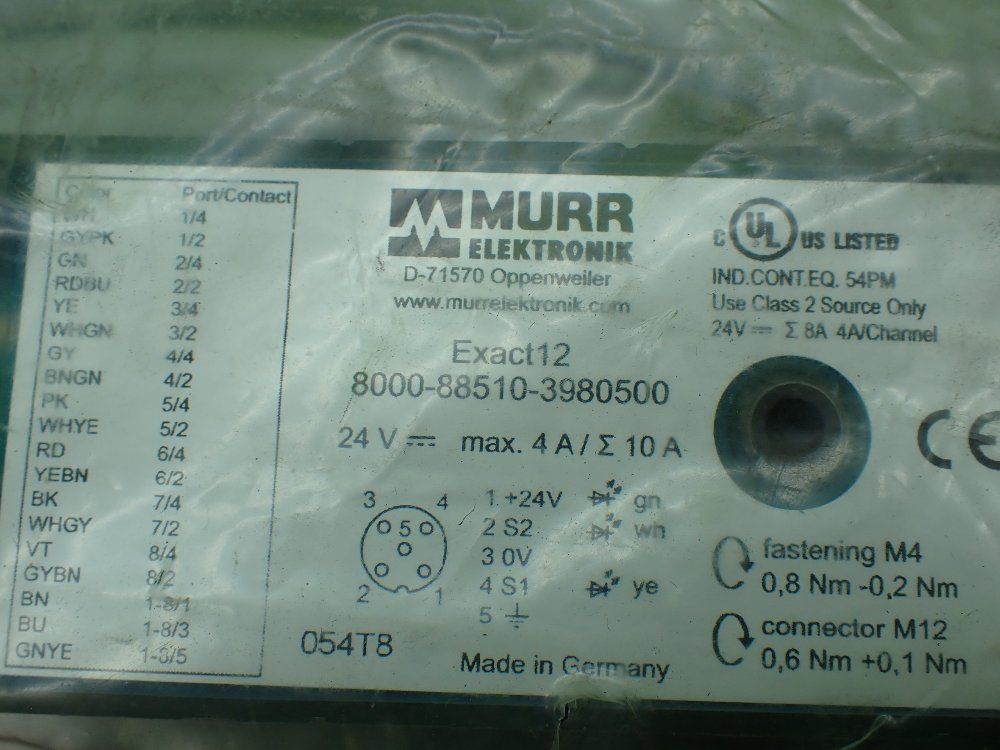 Color Port/Contact
WH 1/4
GYPK 1/2
GN 2/4
RDBU 2/2
YE 3/4
WHGN 3/2
GY 4/4
BNGN 4/2
PK 5/4
WHYE 5/2
RD 6/4
YEBN 6/2
BK 7/4
WHGY 7/2
VT 8/4
GYBN 8/2
BN 1-8/1
BU 1-8/3
GNYE 1-8/5
MURR
ELEKTRONIK
D-71570 Oppenweiler
www.murrelektronik.com
Exact12
8000-88510-3980500
24 V max. 4 A / Σ 10 A
3 4
5
2 1
1 +24V gn
2 S2 wh
3 0V
4 S1 ye
5
054T8
Made in Germany
C UL US LISTED
IND.CONT.EQ. 54PM
Use Class 2 Source Only
24V Σ 8A 4A/Channel
CE
fastening M4
0,8 Nm -0,2 Nm
connector M12
0,6 Nm +0,1 Nm